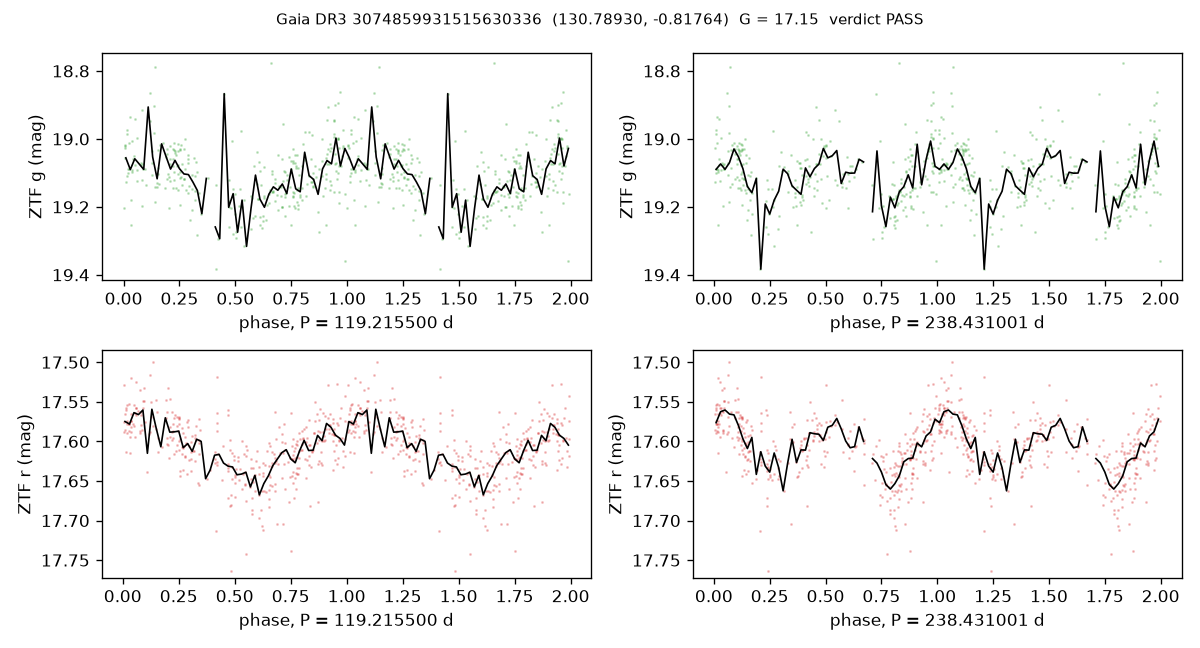 Gaia DR3 3074859931515630336  (130.78930, -0.81764)  G = 17.15  verdict PASS
ZTF g (mag)
18.8
19.0
19.2
19.4
0.00 0.25 0.50 0.75 1.00 1.25 1.50 1.75 2.00
phase, P = 119.215500 d
ZTF g (mag)
18.8
19.0
19.2
19.4
0.00 0.25 0.50 0.75 1.00 1.25 1.50 1.75 2.00
phase, P = 238.431001 d
ZTF r (mag)
17.50
17.55
17.60
17.65
17.70
17.75
0.00 0.25 0.50 0.75 1.00 1.25 1.50 1.75 2.00
phase, P = 119.215500 d
ZTF r (mag)
17.50
17.55
17.60
17.65
17.70
17.75
0.00 0.25 0.50 0.75 1.00 1.25 1.50 1.75 2.00
phase, P = 238.431001 d